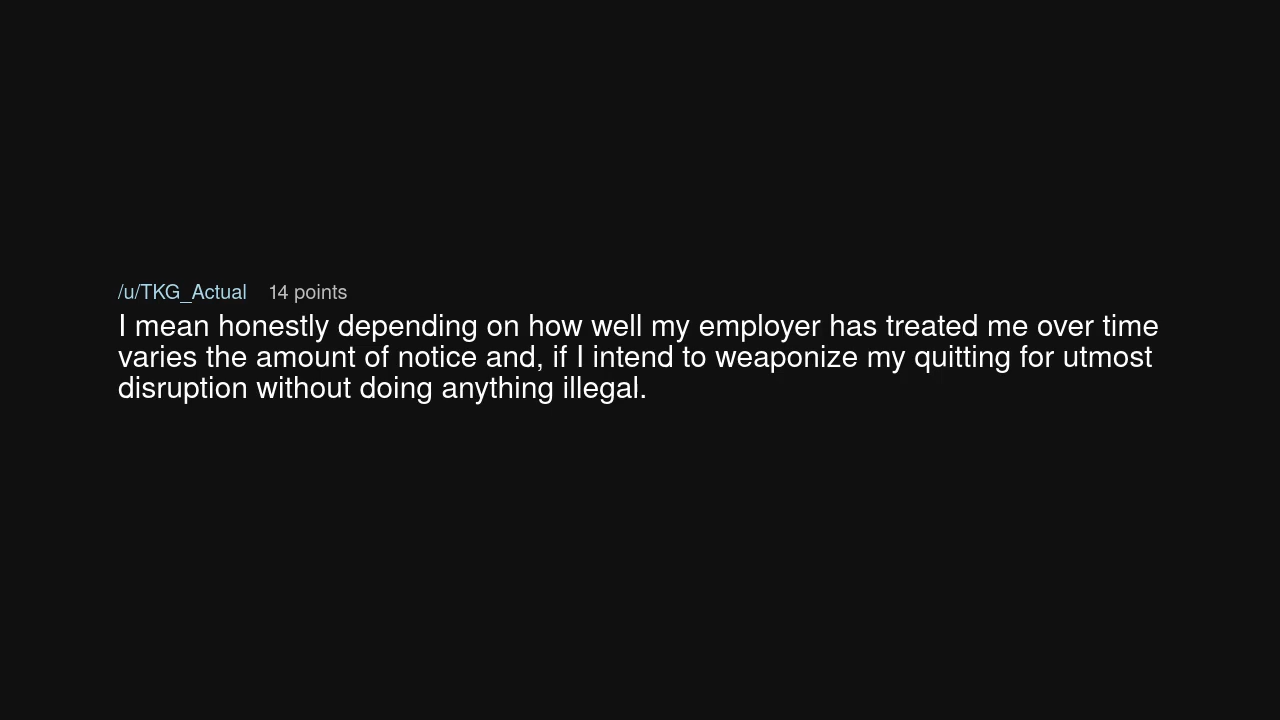 /u/TKG_Actual 14 points
I mean honestly depending on how well my employer has treated me over time
varies the amount of notice and, if I intend to weaponize my quitting for utmost
disruption without doing anything illegal.